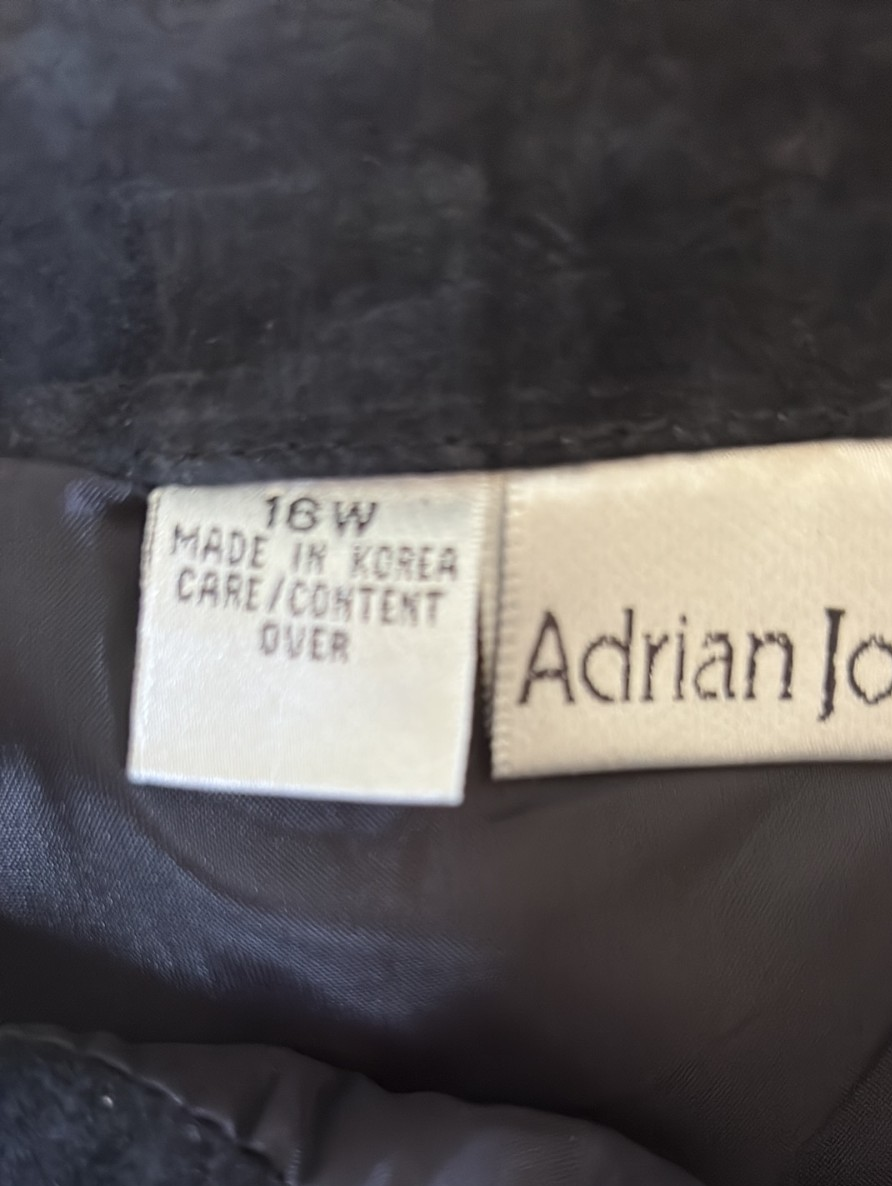 16W
MADE IN KOREA
CARE/CONTENT
OVER
Adrian Jo